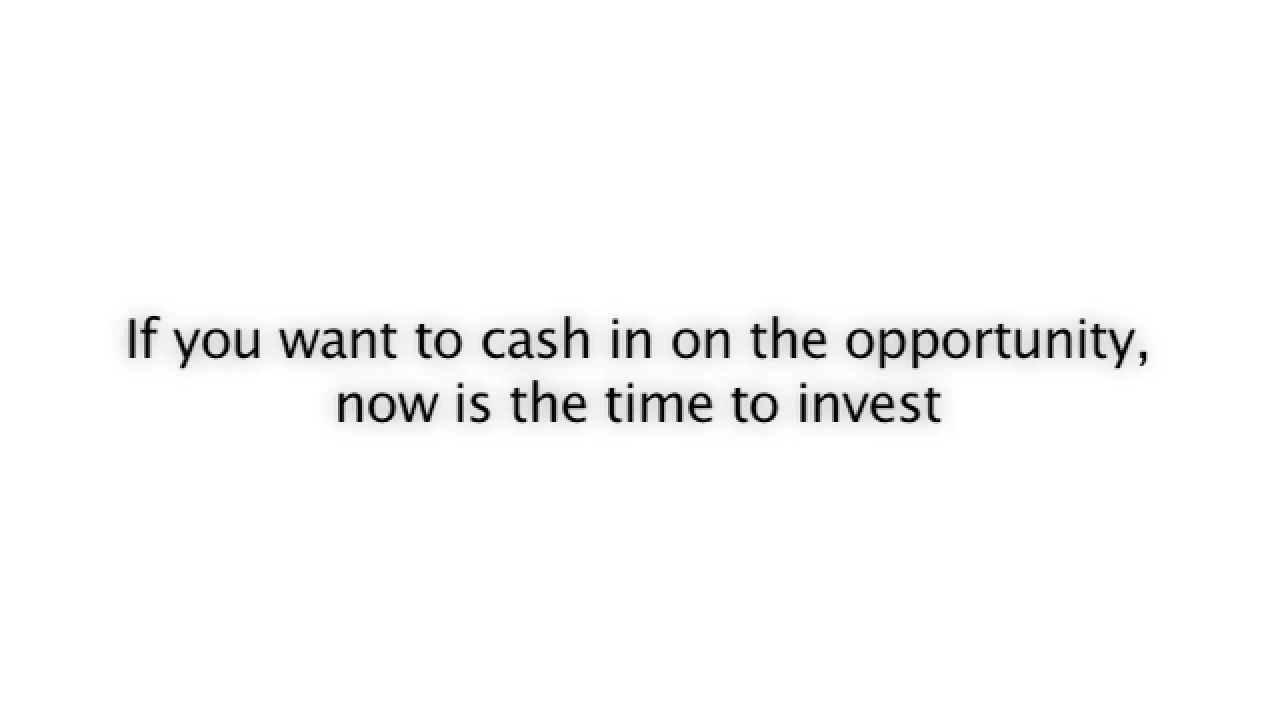 If you want to cash in on the opportunity,
now is the time to invest